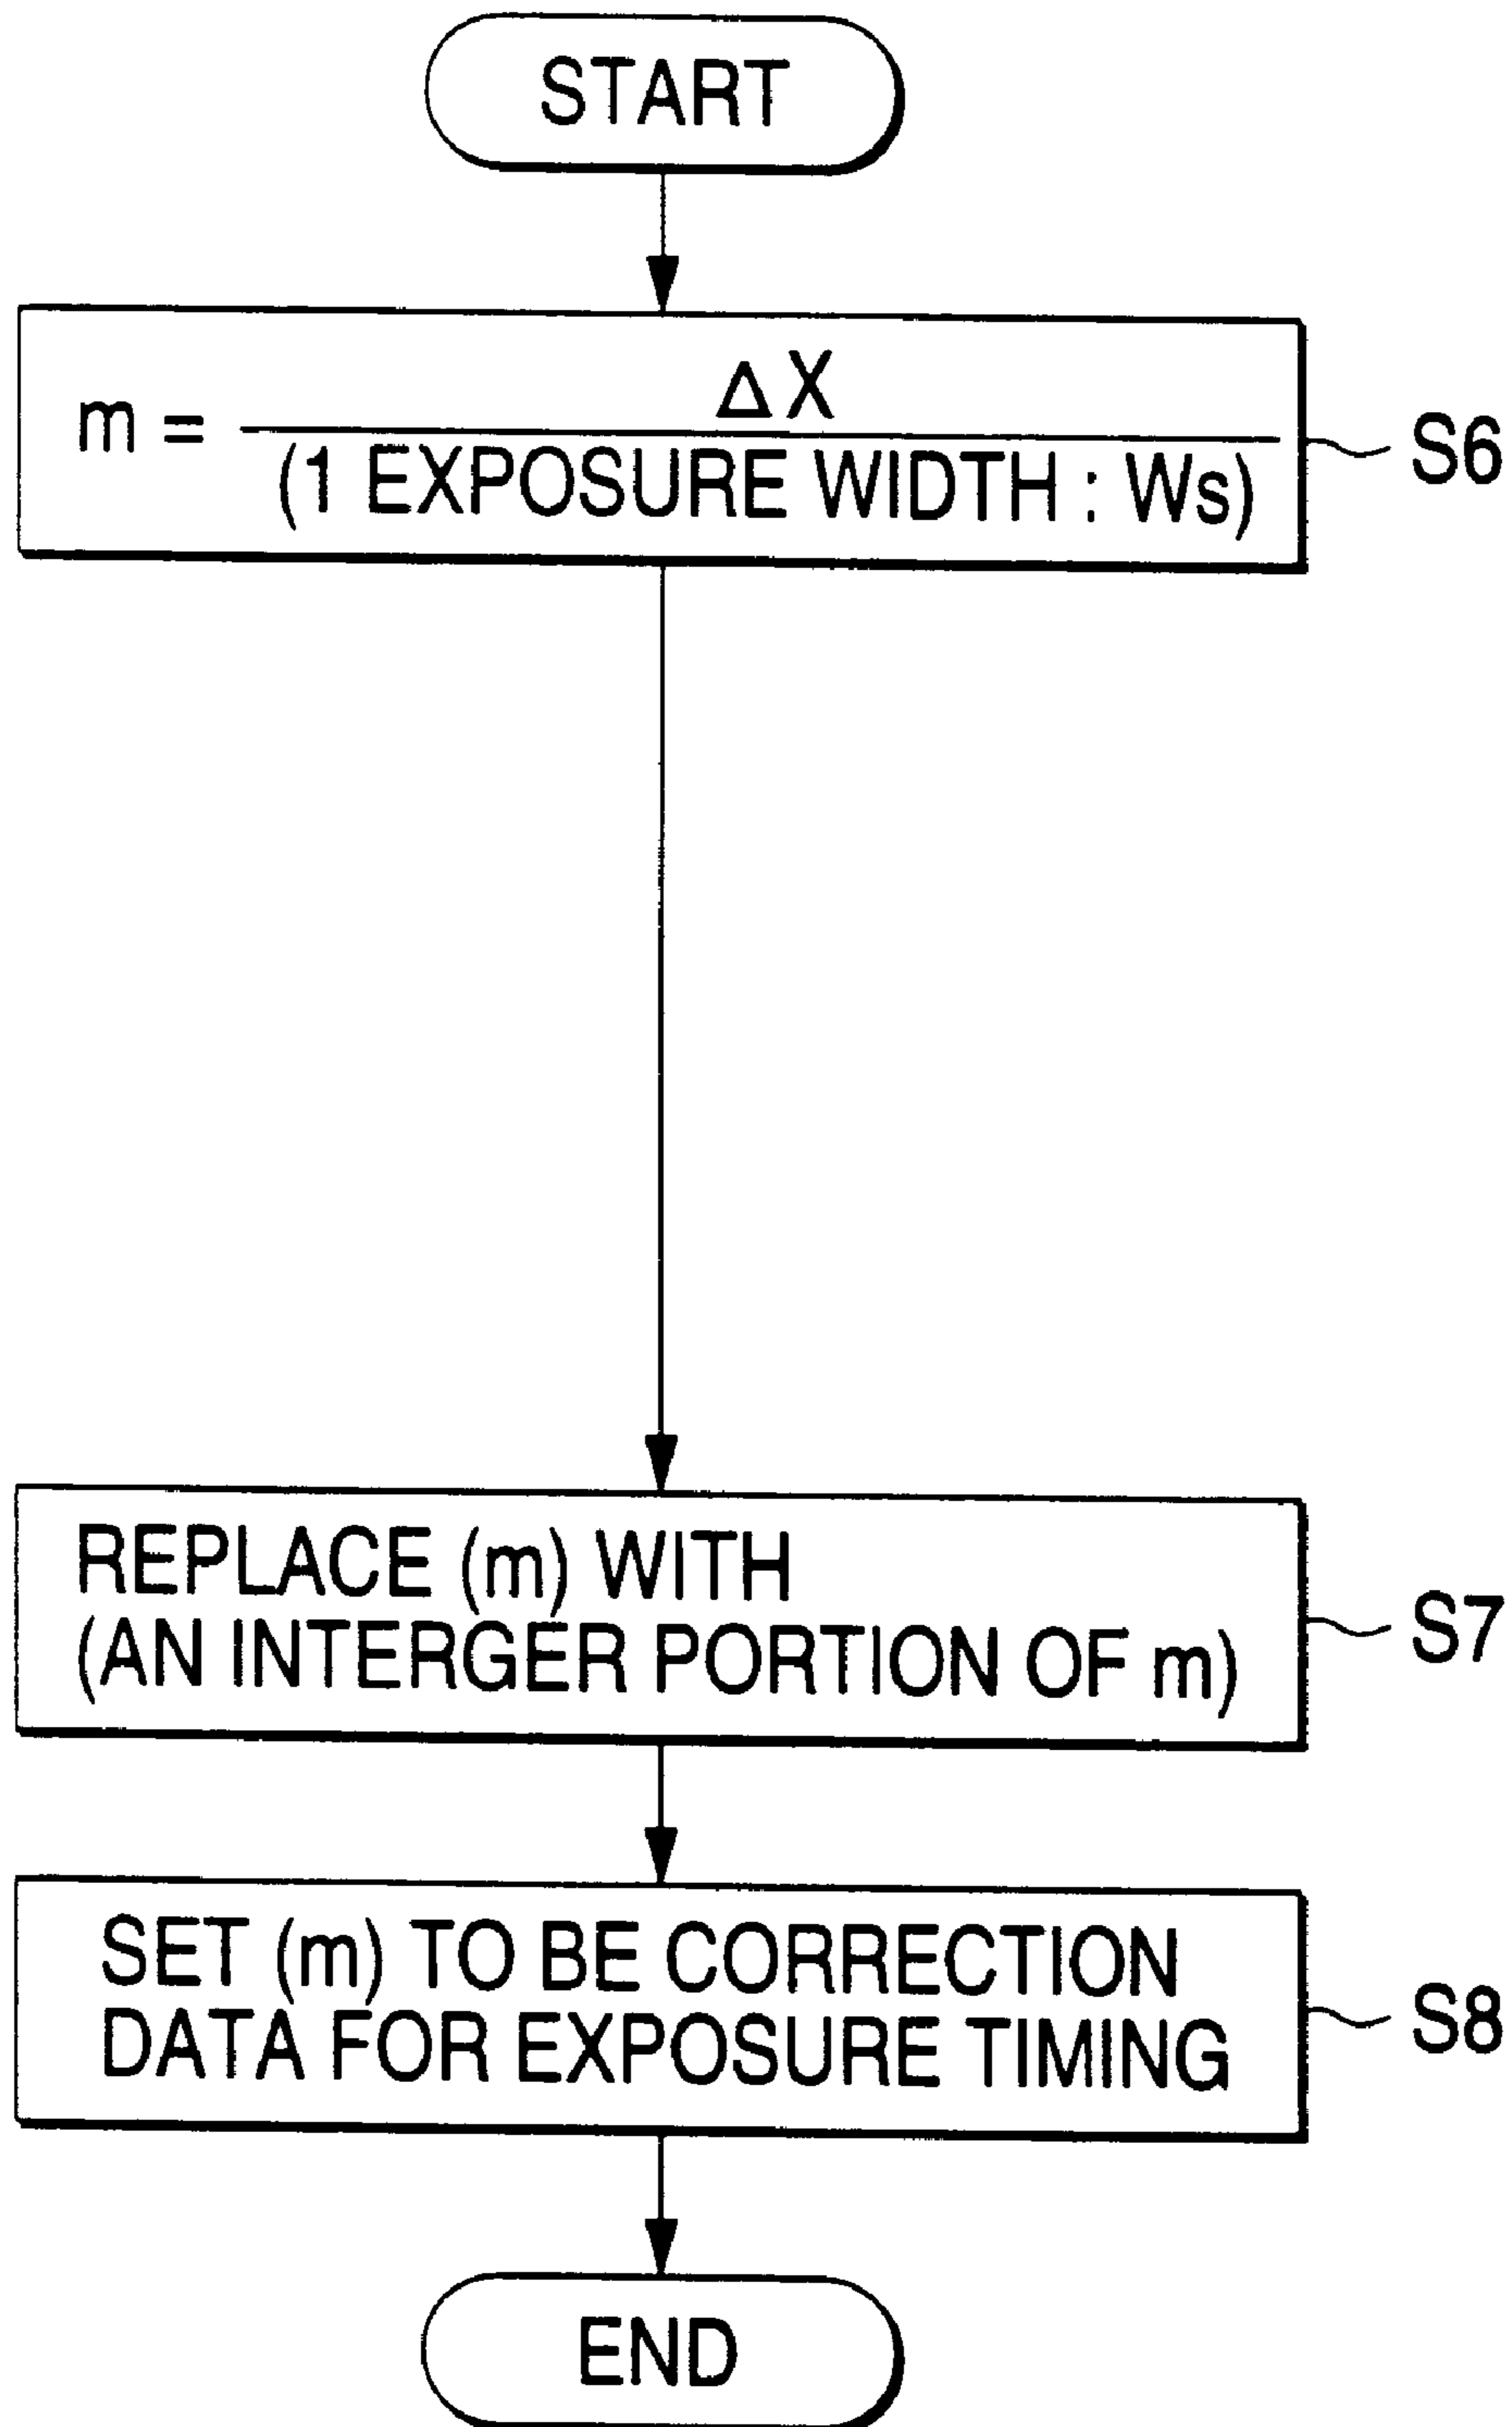 START
m = ΔX / (1 EXPOSURE WIDTH : Ws)
S6
REPLACE (m) WITH
(AN INTERGER PORTION OF m)
S7
SET (m) TO BE CORRECTION
DATA FOR EXPOSURE TIMING
S8
END